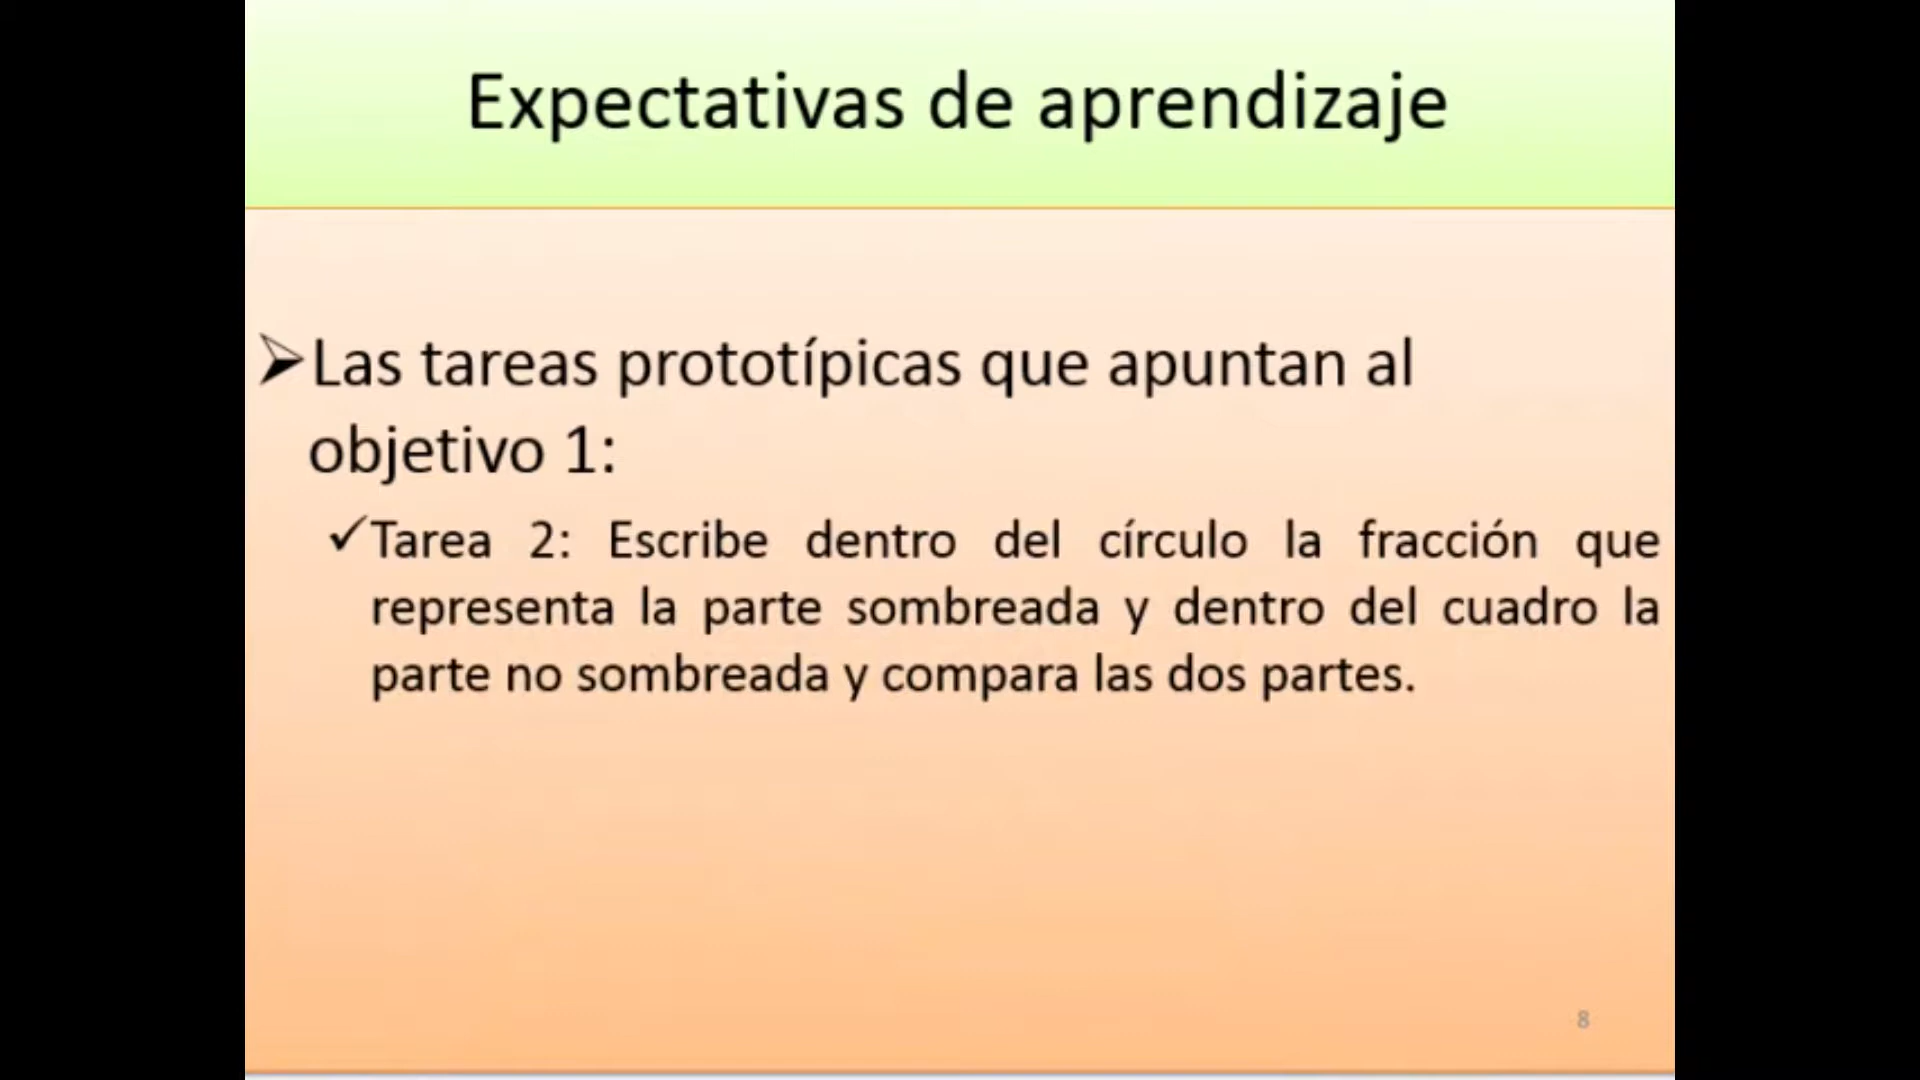 Expectativas de aprendizaje
➢Las tareas prototípicas que apuntan al
objetivo 1:
✓Tarea 2: Escribe dentro del círculo la fracción que
representa la parte sombreada y dentro del cuadro la
parte no sombreada y compara las dos partes.
8